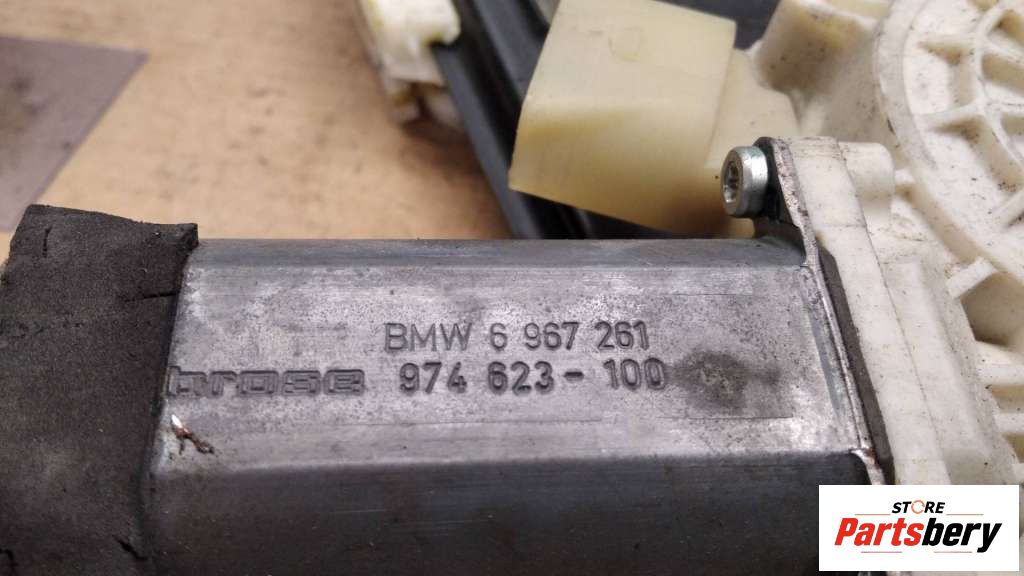 BMW 6 967 261
brose 974 623-100
STORE
Partsbery